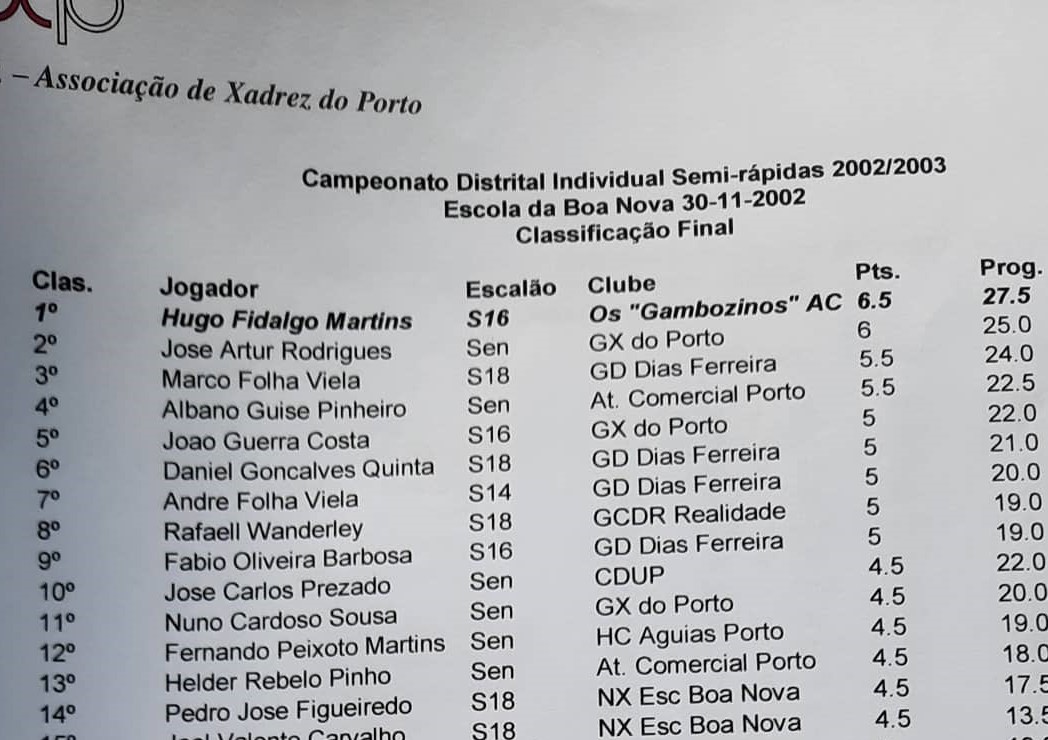 – Associação de Xadrez do Porto
Campeonato Distrital Individual Semi-rápidas 2002/2003
Escola da Boa Nova 30-11-2002
Classificação Final
Clas. Jogador Escalão Clube Pts. Prog.
1º Hugo Fidalgo Martins S16 Os "Gambozinos" AC 6.5 27.5
2º Jose Artur Rodrigues Sen GX do Porto 6 25.0
3º Marco Folha Viela S18 GD Dias Ferreira 5.5 24.0
4º Albano Guise Pinheiro Sen At. Comercial Porto 5.5 22.5
5º Joao Guerra Costa S16 GX do Porto 5 22.0
6º Daniel Goncalves Quinta S18 GD Dias Ferreira 5 21.0
7º Andre Folha Viela S14 GD Dias Ferreira 5 20.0
8º Rafaell Wanderley S18 GCDR Realidade 5 19.0
9º Fabio Oliveira Barbosa S16 GD Dias Ferreira 5 19.0
10º Jose Carlos Prezado Sen CDUP 4.5 22.0
11º Nuno Cardoso Sousa Sen GX do Porto 4.5 20.0
12º Fernando Peixoto Martins Sen HC Aguias Porto 4.5 19.0
13º Helder Rebelo Pinho Sen At. Comercial Porto 4.5 18.0
14º Pedro Jose Figueiredo S18 NX Esc Boa Nova 4.5 17.5
15º Valente Carvalho S18 NX Esc Boa Nova 4.5 13.5